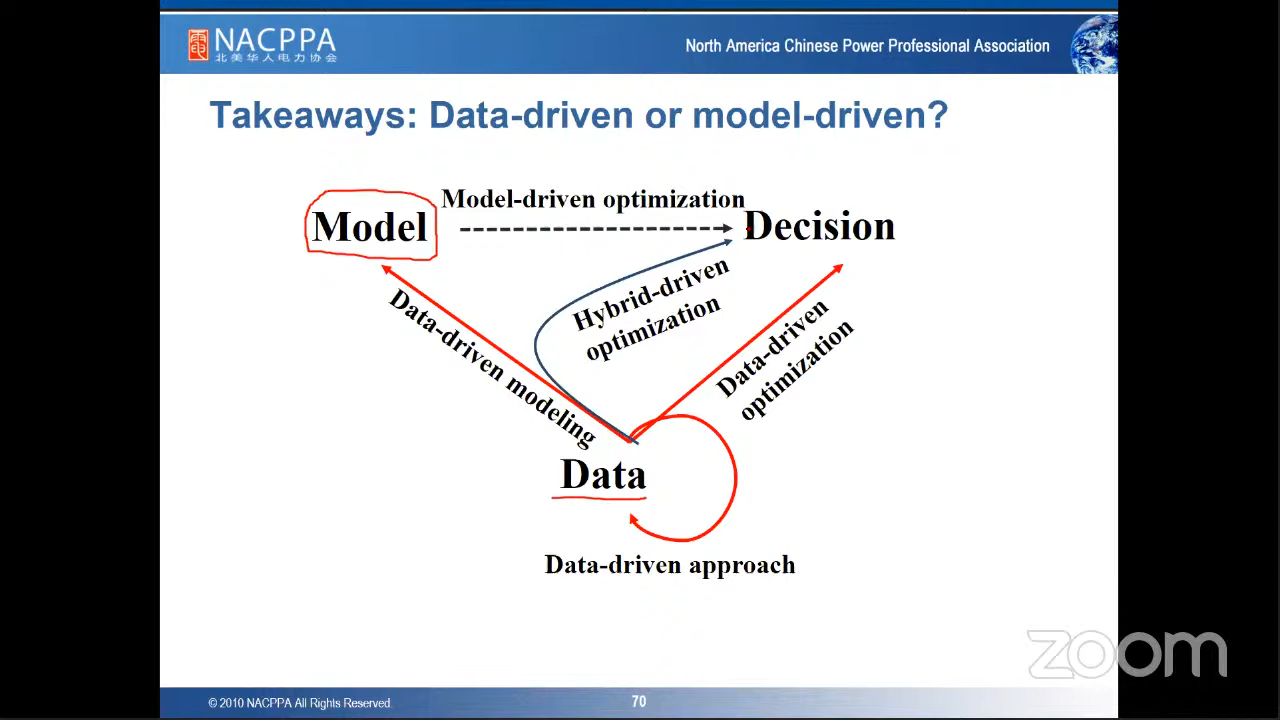 電
NACPPA
北美华人电力协会
North America Chinese Power Professional Association
Takeaways: Data-driven or model-driven?
Model-driven optimization
Model
Decision
Hybrid-driven
optimization
Data-driven modeling
Data-driven
optimization
Data
Data-driven approach
zoom
© 2010 NACPPA All Rights Reserved.
70